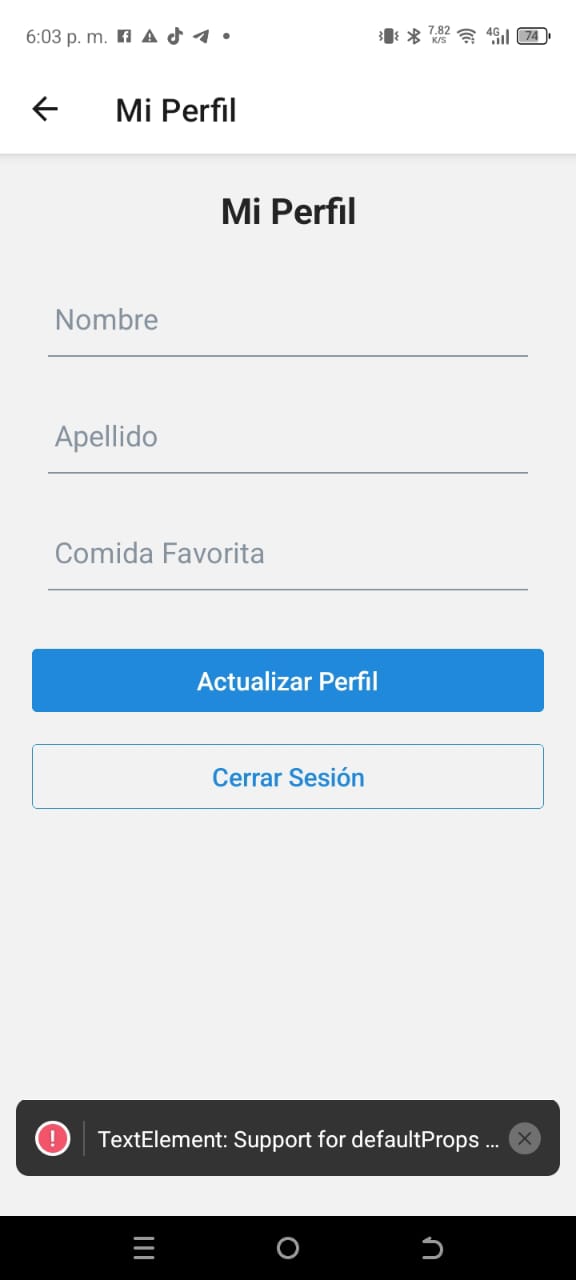 6:03 p. m.
7.82
K/S
4G
74
Mi Perfil
Mi Perfil
Nombre
Apellido
Comida Favorita
Actualizar Perfil
Cerrar Sesión
TextElement: Support for defaultProps ...